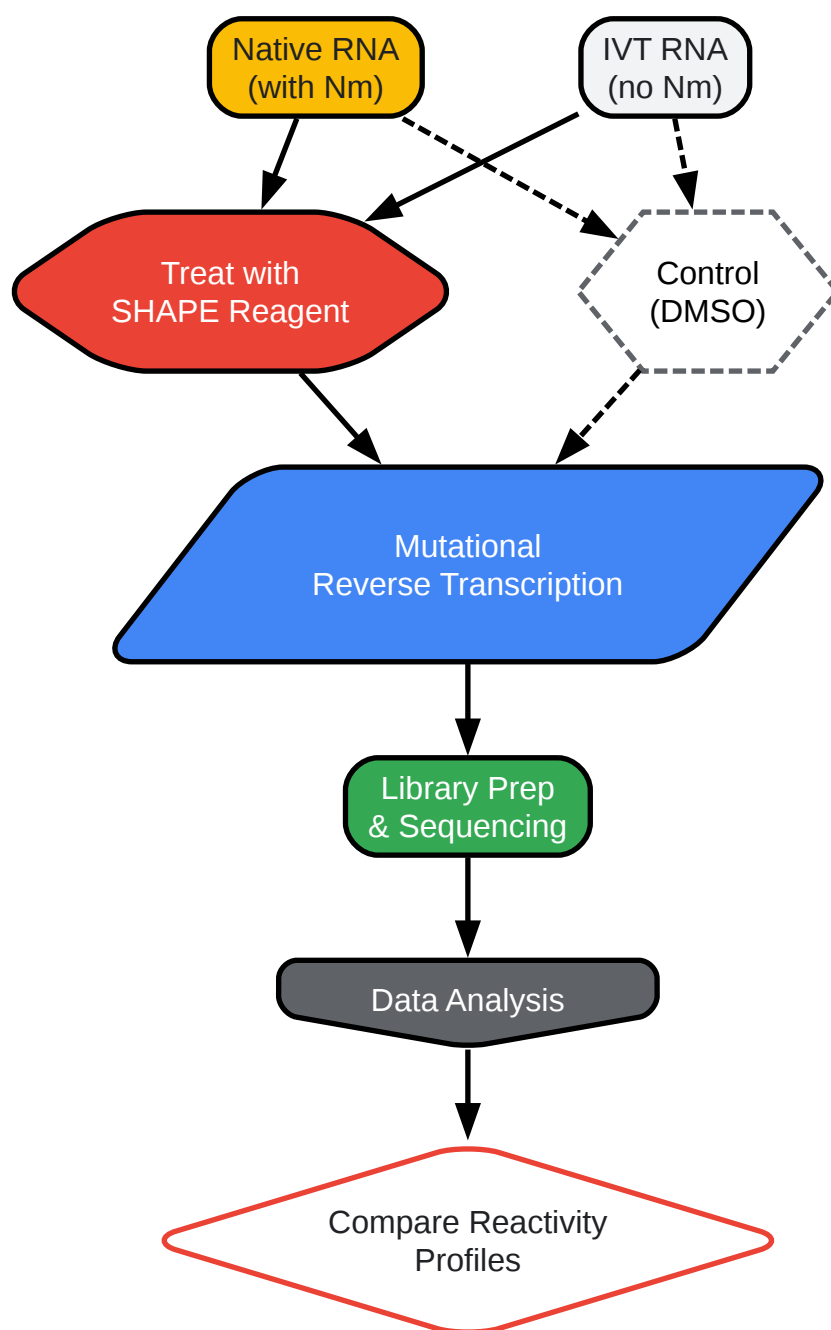 Native RNA
(with Nm)
IVT RNA
(no Nm)
Treat with
SHAPE Reagent
Control
(DMSO)
Mutational
Reverse Transcription
Library Prep
& Sequencing
Data Analysis
Compare Reactivity
Profiles